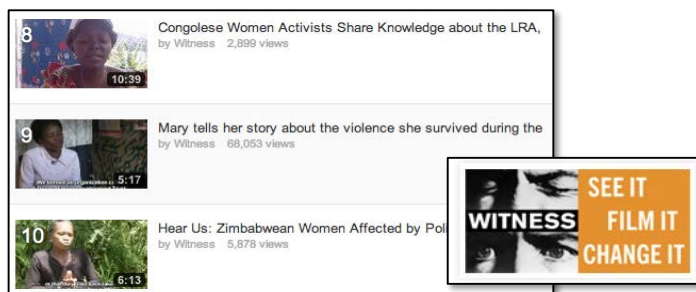 8
Congolese Women Activists Share Knowledge about the LRA,
by Witness 2,899 views
10:39
9
Mary tells her story about the violence she survived during the
by Witness 68,053 views
5:17
10
Hear Us: Zimbabwean Women Affected by Pol
by Witness 5,878 views
6:13
WITNESS
SEE IT
FILM IT
CHANGE IT